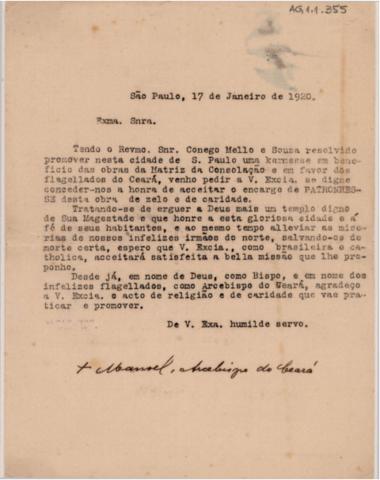 AG.1.1.355
São Paulo, 17 de Janeiro de 1920.
Exma. Snra.
Tendo o Revmo. Snr. Conego Mello e Souza resolvido
promover nesta cidade de S. Paulo uma kermesse em bene-
ficio das obras da Matriz da Consolação e em favor dos
flagellados do Ceará, venho pedir a V. Excia. se digne
conceder-nos a honra de acceitar o encargo de PATRONNES-
SE desta obra de zelo e de caridade.
Tratando-se de erguer a Deus mais um templo digno
de Sua Magestade e que honre a esta gloriosa cidade e á
fé de seus habitantes, e ao mesmo tempo alleviar as mise-
rias de nossos infelizes irmãos do norte, salvando-os de
morte certa, espero que V. Excia., como brasileira e ca-
tholica, acceitará satisfeita a bella missão que lhe pro-
ponho.
Desde já, em nome de Deus, como Bispo, e em nome dos
infelizes flagellados, como Arcebispo do Ceará, agradeço
a V. Excia. o acto de religião e de caridade que vae pra-
ticar e promover.
De V. Exa. humilde servo.
+ Manoel, Arcebispo do Ceará